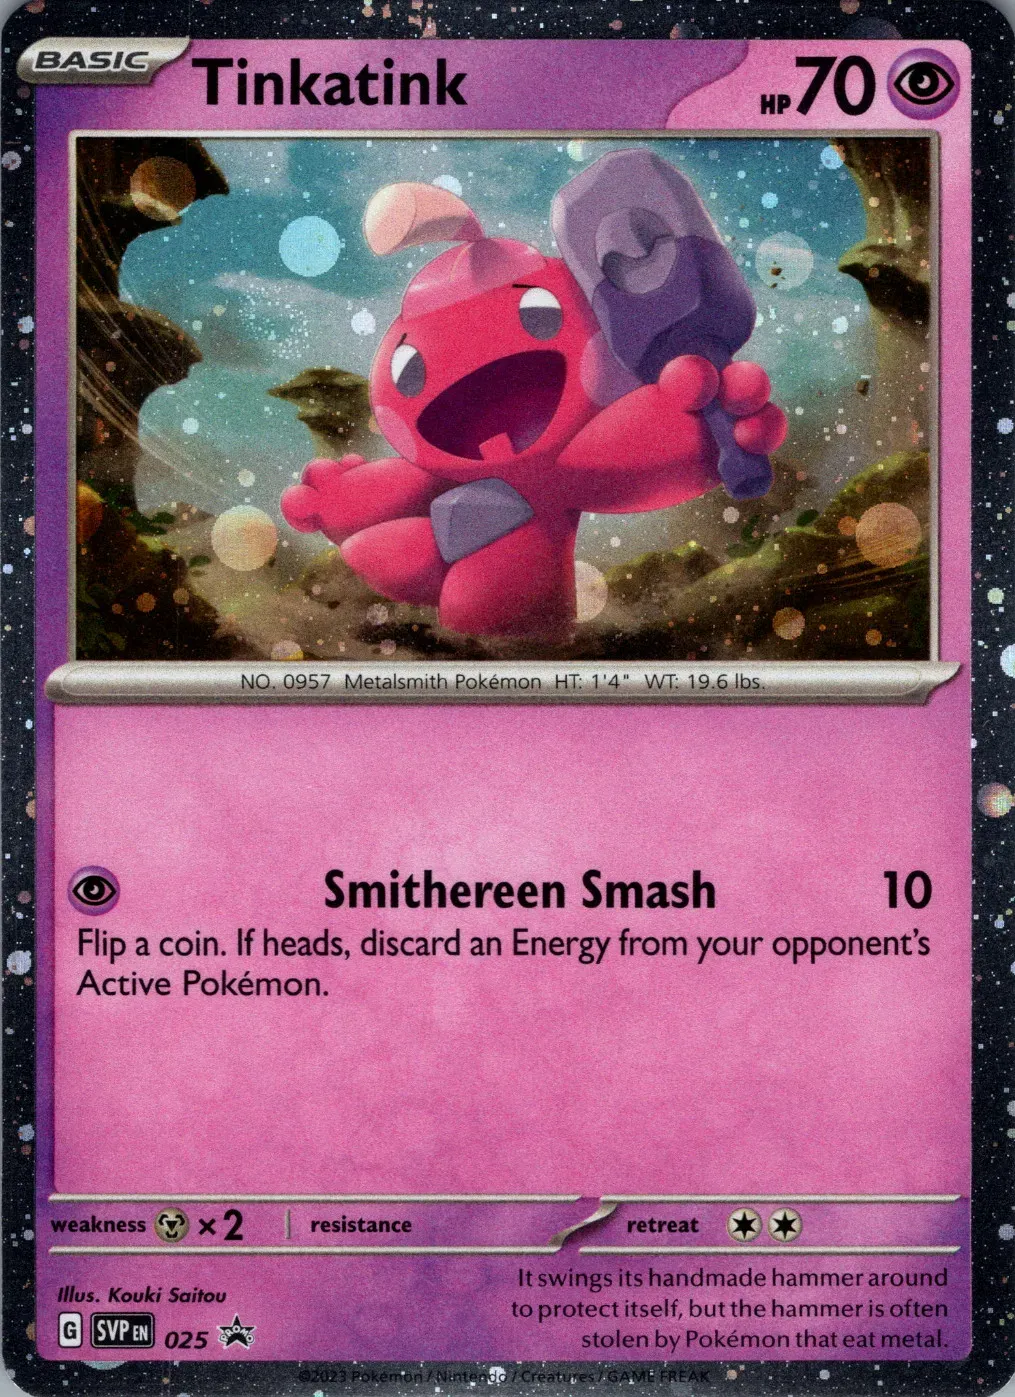 BASIC
Tinkatink
HP 70
NO. 0957 Metalsmith Pokémon HT: 1'4" WT: 19.6 lbs.
Smithereen Smash 10
Flip a coin. If heads, discard an Energy from your opponent's
Active Pokémon.
weakness ×2 resistance retreat
It swings its handmade hammer around
to protect itself, but the hammer is often
stolen by Pokémon that eat metal.
Illus. Kouki Saitou
G SVP EN 025 PROMO
©2023 Pokémon / Nintendo / Creatures / GAME FREAK